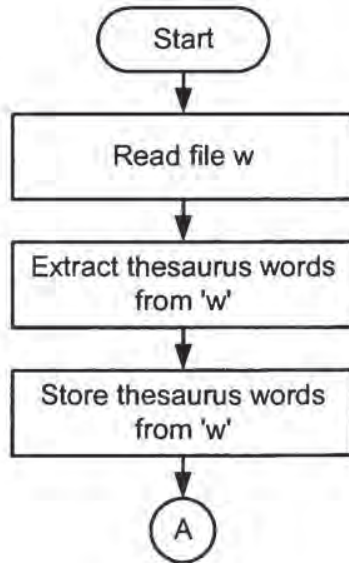 Start
Read file w
Extract thesaurus words
from 'w'
Store thesaurus words
from 'w'
A